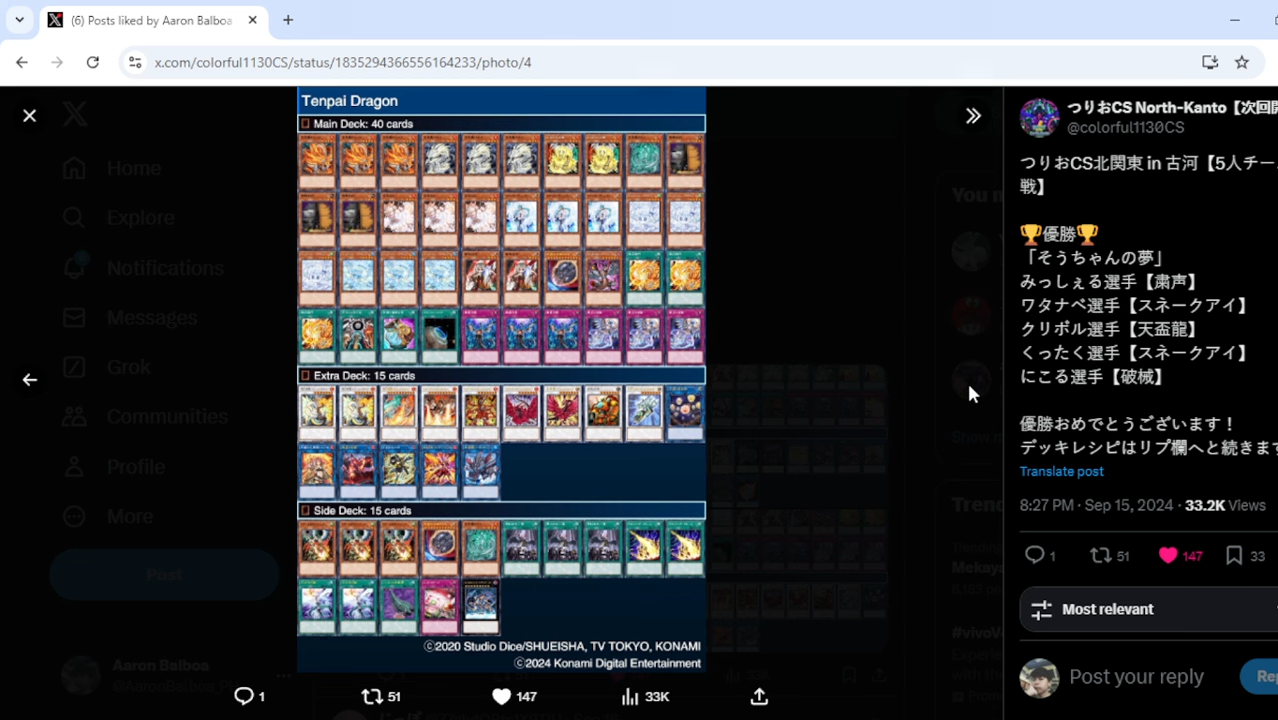 (6) Posts liked by Aaron Balboa
x.com/colorful1130CS/status/1835294366556164233/photo/4
Tenpai Dragon
Main Deck: 40 cards
Extra Deck: 15 cards
Side Deck: 15 cards
©2020 Studio Dice/SHUEISHA, TV TOKYO, KONAMI
©2024 Konami Digital Entertainment
1
51
147
33K
Home
Explore
Notifications
Messages
Grok
Communities
Profile
More
Post
Aaron Balboa
You m
Show
Trend
#vivoV
つりおCS North-Kanto【次回開
@colorful1130CS
つりおCS北関東 in 古河【5人チー
戦】
🏆優勝🏆
「そうちゃんの夢」
みっしぇる選手【粛声】
ワタナベ選手【スネークアイ】
クリボル選手【天盃龍】
くったく選手【スネークアイ】
にこる選手【破械】
優勝おめでとうございます!
デッキレシピはリプ欄へと続きます
Translate post
8:27 PM · Sep 15, 2024 · 33.2K Views
1
51
147
33
Most relevant
Post your reply
Re